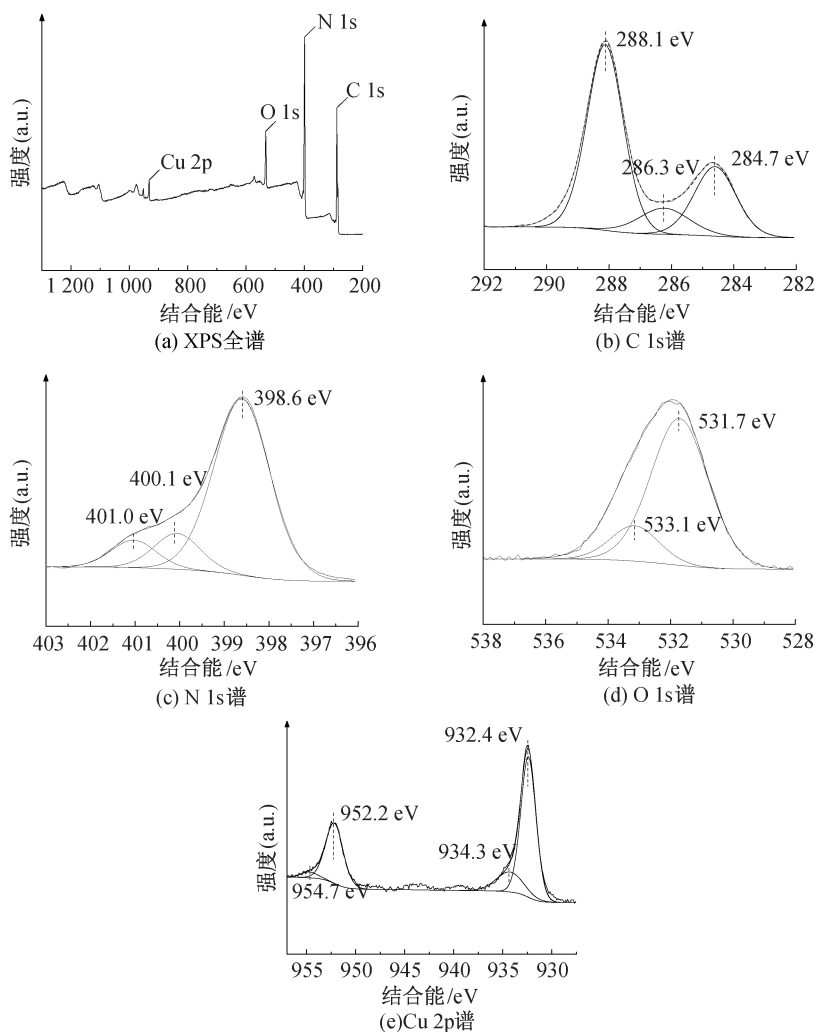 N 1s
C 1s
O 1s
Cu 2p
强度(a.u.)
1 200 1 000 800 600 400 200
结合能/eV
(a) XPS全谱
288.1 eV
286.3 eV
284.7 eV
强度(a.u.)
292 290 288 286 284 282
结合能/eV
(b) C 1s谱
398.6 eV
400.1 eV
401.0 eV
强度(a.u.)
403 402 401 400 399 398 397 396
结合能/eV
(c) N 1s谱
531.7 eV
533.1 eV
强度(a.u.)
538 536 534 532 530 528
结合能/eV
(d) O 1s谱
932.4 eV
952.2 eV
934.3 eV
954.7 eV
强度(a.u.)
955 950 945 940 935 930
结合能/eV
(e)Cu 2p谱